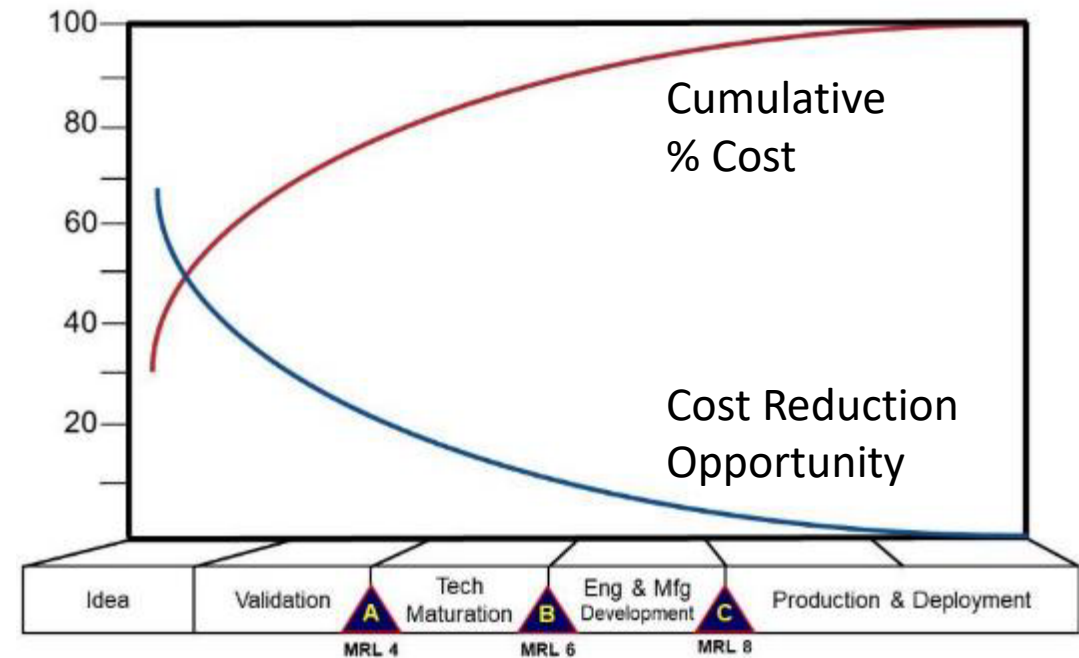 100
80
60
40
20
Cumulative
% Cost
Cost Reduction
Opportunity
Idea
Validation
A
Tech
Maturation
B
Eng & Mfg
Development
C
Production & Deployment
MRL 4
MRL 6
MRL 8